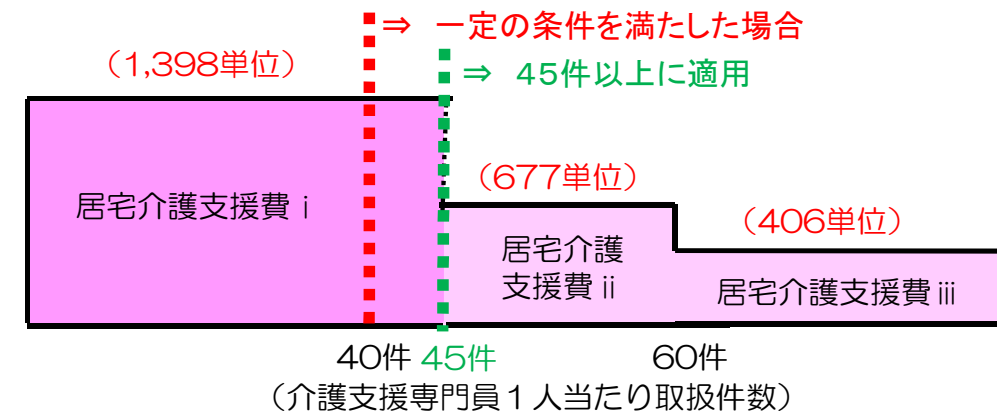 ⇒ 一定の条件を満たした場合
（1,398単位）
⇒ 45件以上に適用
（677単位）
居宅介護支援費ⅰ
（406単位）
居宅介護
支援費ⅱ
居宅介護支援費ⅲ
40件 45件 60件
（介護支援専門員１人当たり取扱件数）